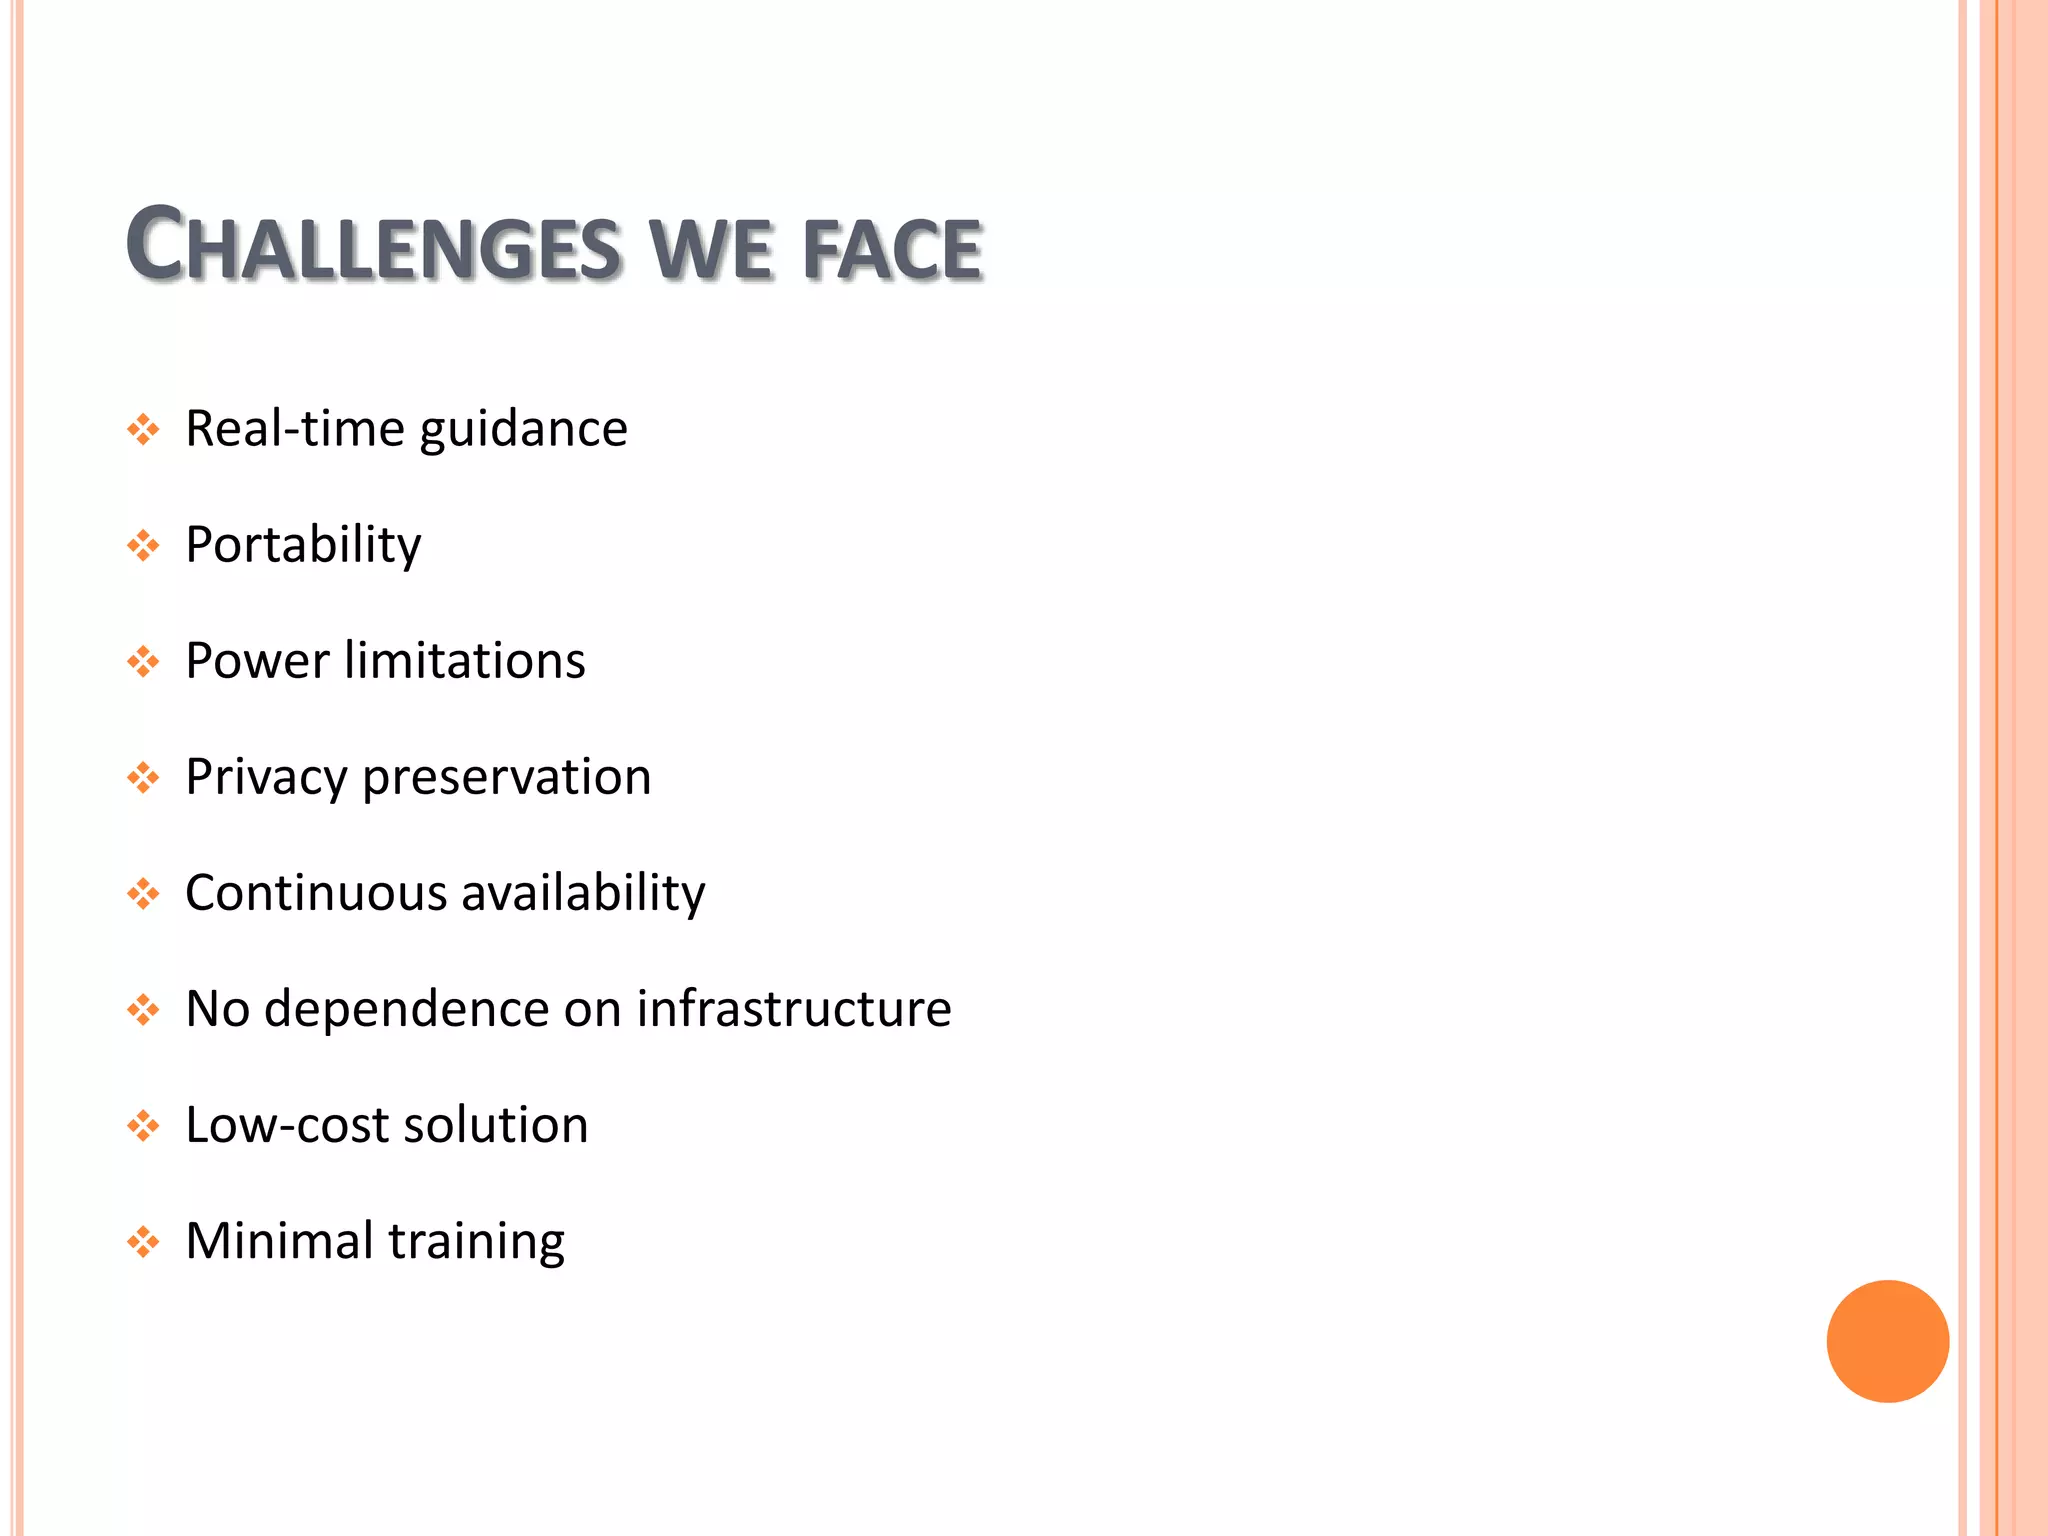 Challenges we face
Real-time guidance
Portability
Power limitations
Privacy preservation
Continuous availability
No dependence on infrastructure
Low-cost solution
Minimal training